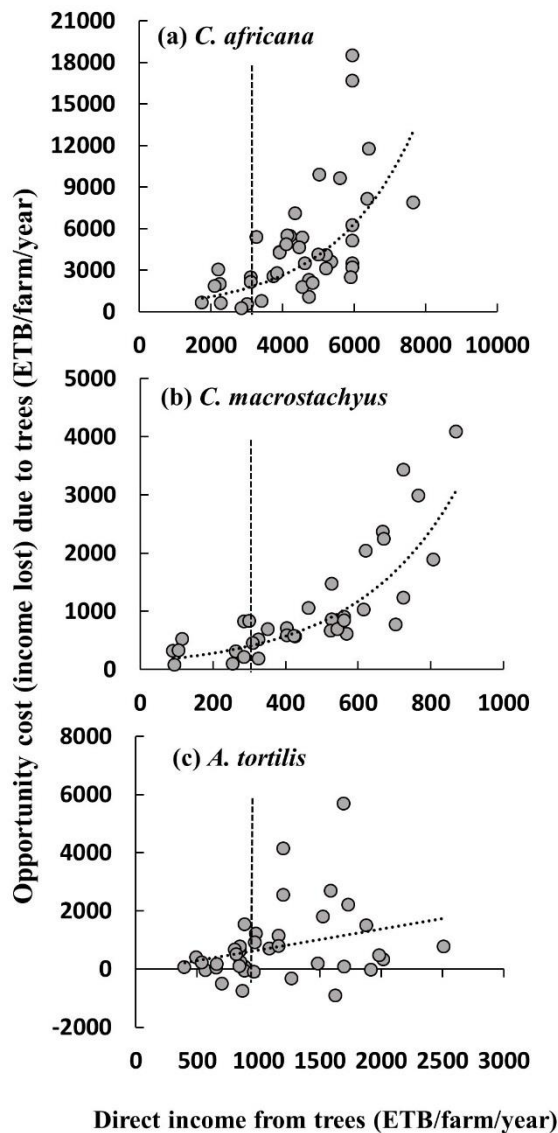 Opportunity cost (income lost) due to trees (ETB/farm/year)
(a) C. africana
21000
18000
15000
12000
9000
6000
3000
0
0 2000 4000 6000 8000 10000
(b) C. macrostachyus
5000
4000
3000
2000
1000
0
0 200 400 600 800 1000
(c) A. tortilis
8000
6000
4000
2000
0
-2000
0 500 1000 1500 2000 2500 3000
Direct income from trees (ETB/farm/year)